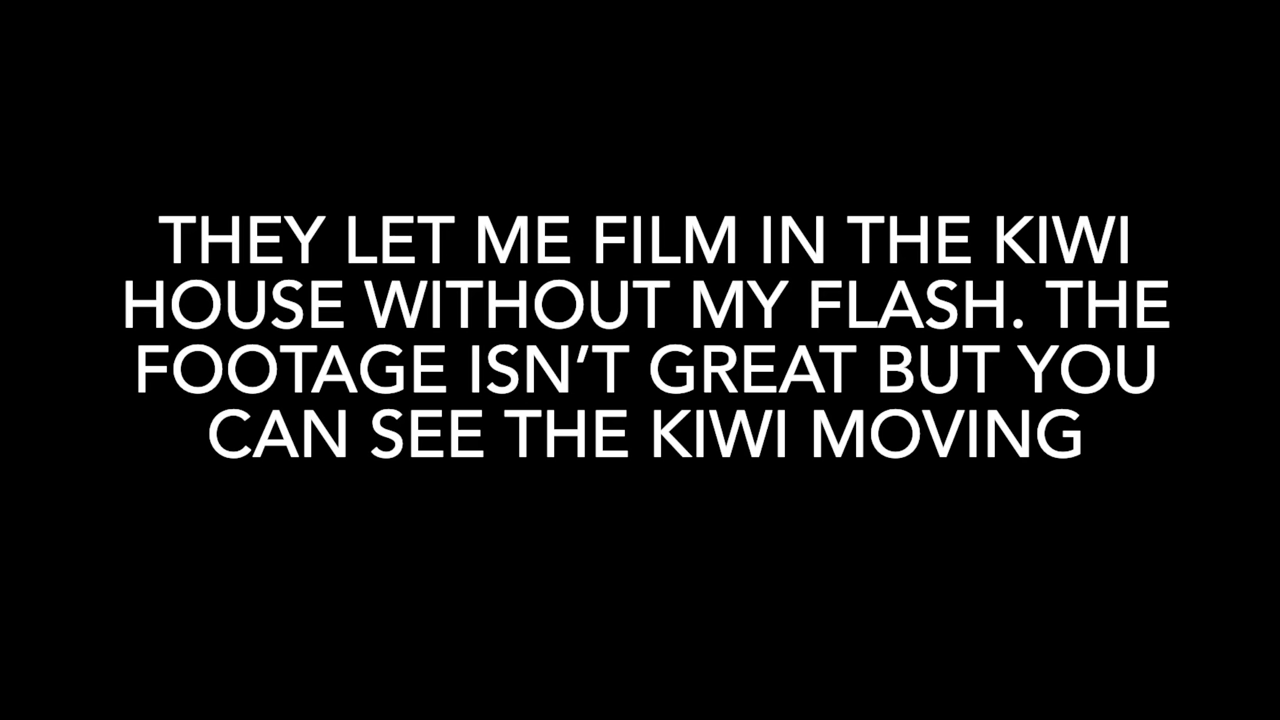 THEY LET ME FILM IN THE KIWI
HOUSE WITHOUT MY FLASH. THE
FOOTAGE ISN’T GREAT BUT YOU
CAN SEE THE KIWI MOVING